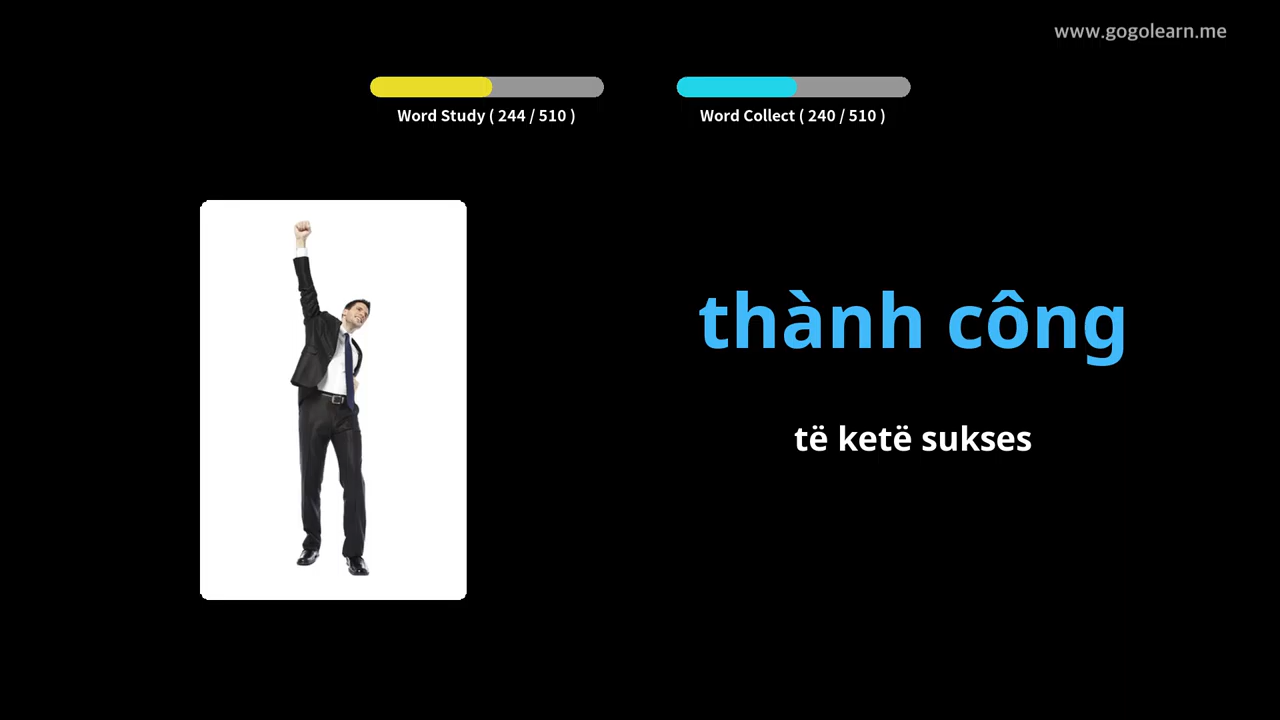 www.gogolearn.me
Word Study ( 244 / 510 )
Word Collect ( 240 / 510 )
thành công
të ketë sukses